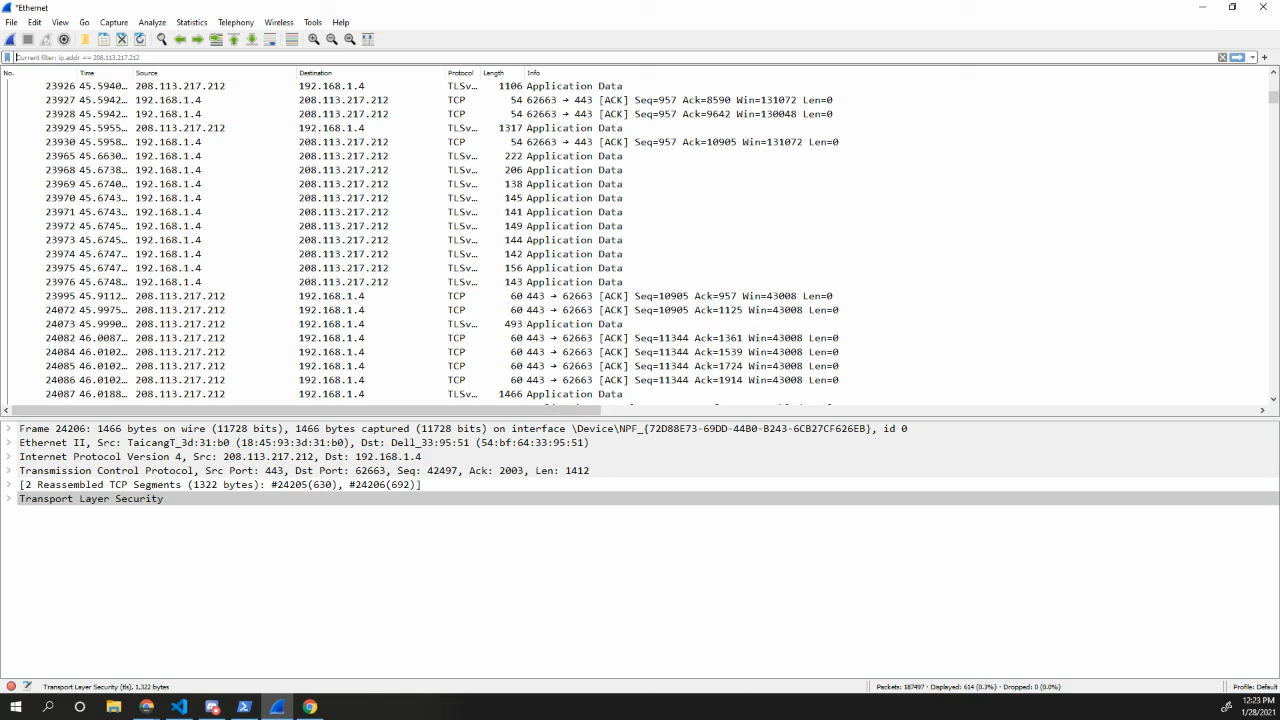 *Ethernet
File Edit View Go Capture Analyze Statistics Telephony Wireless Tools Help
Current filter: ip.addr == 208.113.217.212
No. Time Source Destination Protocol Length Info
23926 45.5940… 208.113.217.212 192.168.1.4 TLSv… 1106 Application Data
23927 45.5942… 192.168.1.4 208.113.217.212 TCP 54 62663 → 443 [ACK] Seq=957 Ack=8590 Win=131072 Len=0
23928 45.5942… 192.168.1.4 208.113.217.212 TCP 54 62663 → 443 [ACK] Seq=957 Ack=9642 Win=130048 Len=0
23929 45.5955… 208.113.217.212 192.168.1.4 TLSv… 1317 Application Data
23930 45.5958… 192.168.1.4 208.113.217.212 TCP 54 62663 → 443 [ACK] Seq=957 Ack=10905 Win=131072 Len=0
23965 45.6630… 192.168.1.4 208.113.217.212 TLSv… 222 Application Data
23968 45.6738… 192.168.1.4 208.113.217.212 TLSv… 206 Application Data
23969 45.6740… 192.168.1.4 208.113.217.212 TLSv… 138 Application Data
23970 45.6743… 192.168.1.4 208.113.217.212 TLSv… 145 Application Data
23971 45.6743… 192.168.1.4 208.113.217.212 TLSv… 141 Application Data
23972 45.6745… 192.168.1.4 208.113.217.212 TLSv… 149 Application Data
23973 45.6745… 192.168.1.4 208.113.217.212 TLSv… 144 Application Data
23974 45.6747… 192.168.1.4 208.113.217.212 TLSv… 142 Application Data
23975 45.6747… 192.168.1.4 208.113.217.212 TLSv… 156 Application Data
23976 45.6748… 192.168.1.4 208.113.217.212 TLSv… 143 Application Data
23995 45.9112… 208.113.217.212 192.168.1.4 TCP 60 443 → 62663 [ACK] Seq=10905 Ack=957 Win=43008 Len=0
24072 45.9975… 208.113.217.212 192.168.1.4 TCP 60 443 → 62663 [ACK] Seq=10905 Ack=1125 Win=43008 Len=0
24073 45.9990… 208.113.217.212 192.168.1.4 TLSv… 493 Application Data
24082 46.0087… 208.113.217.212 192.168.1.4 TCP 60 443 → 62663 [ACK] Seq=11344 Ack=1361 Win=43008 Len=0
24084 46.0102… 208.113.217.212 192.168.1.4 TCP 60 443 → 62663 [ACK] Seq=11344 Ack=1539 Win=43008 Len=0
24085 46.0102… 208.113.217.212 192.168.1.4 TCP 60 443 → 62663 [ACK] Seq=11344 Ack=1724 Win=43008 Len=0
24086 46.0102… 208.113.217.212 192.168.1.4 TCP 60 443 → 62663 [ACK] Seq=11344 Ack=1914 Win=43008 Len=0
24087 46.0188… 208.113.217.212 192.168.1.4 TLSv… 1466 Application Data
Frame 24206: 1466 bytes on wire (11728 bits), 1466 bytes captured (11728 bits) on interface \Device\NPF_{72D88E73-69DD-44B0-B243-6CB27CF626EB}, id 0
Ethernet II, Src: TaicangT_3d:31:b0 (18:45:93:3d:31:b0), Dst: Dell_33:95:51 (54:bf:64:33:95:51)
Internet Protocol Version 4, Src: 208.113.217.212, Dst: 192.168.1.4
Transmission Control Protocol, Src Port: 443, Dst Port: 62663, Seq: 42497, Ack: 2003, Len: 1412
[2 Reassembled TCP Segments (1322 bytes): #24205(630), #24206(692)]
Transport Layer Security
Transport Layer Security (tls), 1,322 bytes Packets: 187497 · Displayed: 614 (0.3%) · Dropped: 0 (0.0%) Profile: Default
12:23 PM
1/28/2021